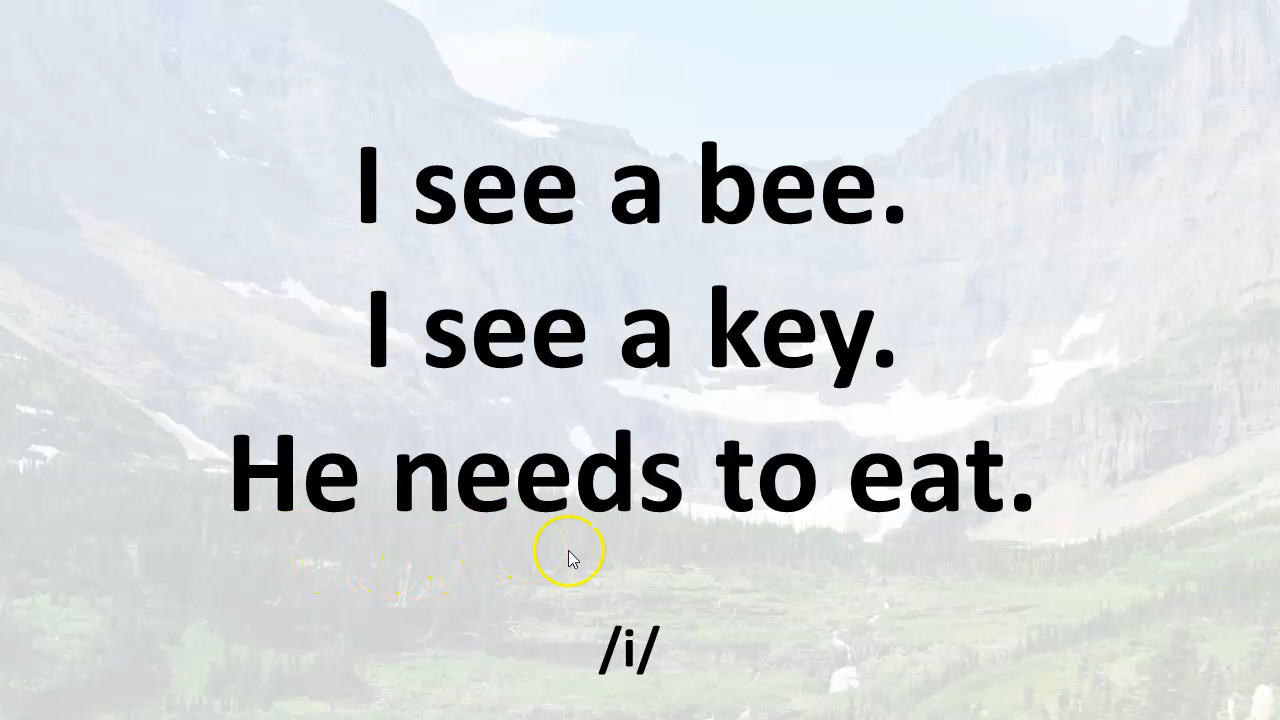 I see a bee.
I see a key.
He needs to eat.
/i/